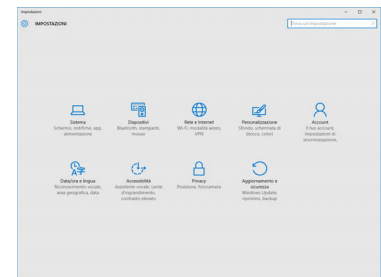 Impostazioni
IMPOSTAZIONI
Trova un'impostazione
Sistema
Schermo, notifiche, app,
alimentazione
Dispositivi
Bluetooth, stampanti,
mouse
Rete e Internet
Wi-Fi, modalità aereo,
VPN
Personalizzazione
Sfondo, schermata di
blocco, colori
Account
Il tuo account,
impostazioni di
sincronizzazione,
Data/ora e lingua
Riconoscimento vocale,
area geografica, data
Accessibilità
Assistente vocale, Lente
d'ingrandimento,
contrasto elevato
Privacy
Posizione, fotocamera
Aggiornamento e
sicurezza
Windows Update,
ripristino, backup